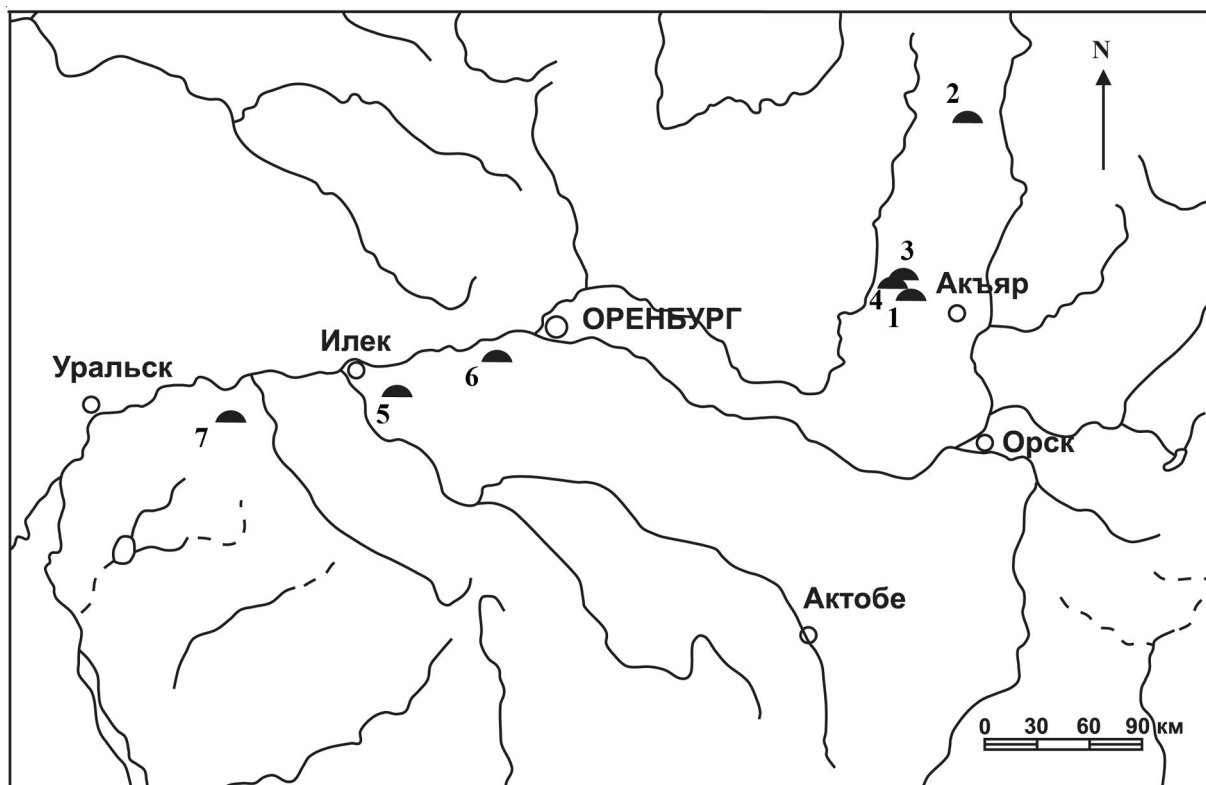 N
2
3
4
1
Акъяр
ОРЕНБУРГ
Илек
6
Уральск
5
7
Орск
Актобе
0 30 60 90 км